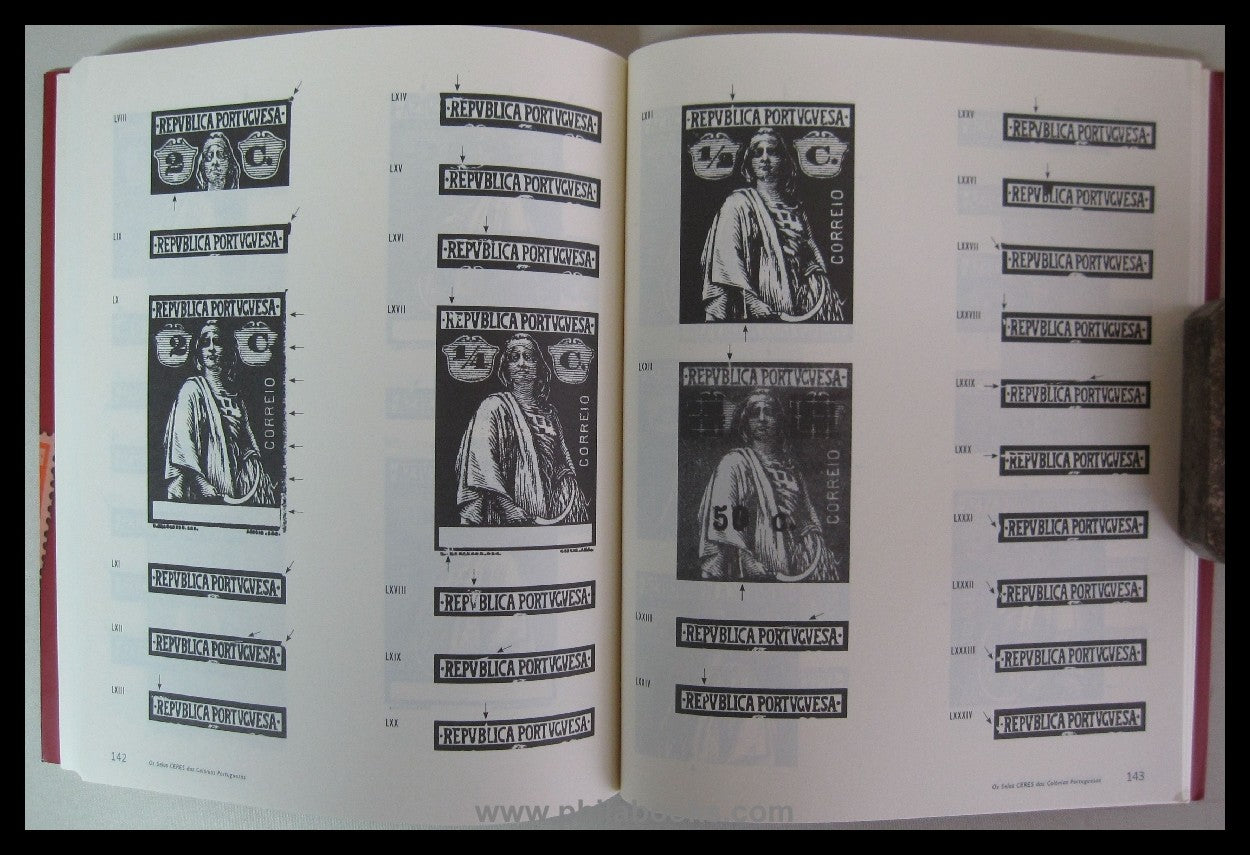 LVIII
·REPVBLICA PORTVGVESA·
2 C.
LIX
·REPVBLICA PORTVGVESA·
LX
·REPVBLICA PORTVGVESA·
2 C
CORREIO
LXI
·REPVBLICA PORTVGVESA·
LXII
·REPVBLICA PORTVGVESA·
LXIII
·REPVBLICA PORTVGVESA·
142
Os Selos CERES das Colónias Portuguesas
LXIV
·REPVBLICA PORTVGVESA·
LXV
·REPVBLICA PORTVGVESA·
LXVI
·REPVBLICA PORTVGVESA·
LXVII
·REPVBLICA PORTVGVESA·
1/4 C.
CORREIO
LXVIII
·REPVBLICA PORTVGVESA·
LXIX
·REPVBLICA PORTVGVESA·
LXX
·REPVBLICA PORTVGVESA·
·REPVBLICA PORTVGVESA·
1/2 C.
CORREIO
LXXII
·REPVBLICA PORTVGVESA·
CORREIO
50 c.
LXXIII
·REPVBLICA PORTVGVESA·
LXXIV
·REPVBLICA PORTVGVESA·
LXXV
·REPVBLICA PORTVGVESA·
LXXVI
·REPVBLICA PORTVGVESA·
LXXVII
·REPVBLICA PORTVGVESA·
LXXVIII
·REPVBLICA PORTVGVESA·
LXXIX
·REPVBLICA PORTVGVESA·
LXXX
·REPVBLICA PORTVGVESA·
LXXXI
·REPVBLICA PORTVGVESA·
LXXXII
·REPVBLICA PORTVGVESA·
LXXXIII
·REPVBLICA PORTVGVESA·
LXXXIV
·REPVBLICA PORTVGVESA·
Os Selos CERES das Colónias Portuguesas
143
www.philabooks.com